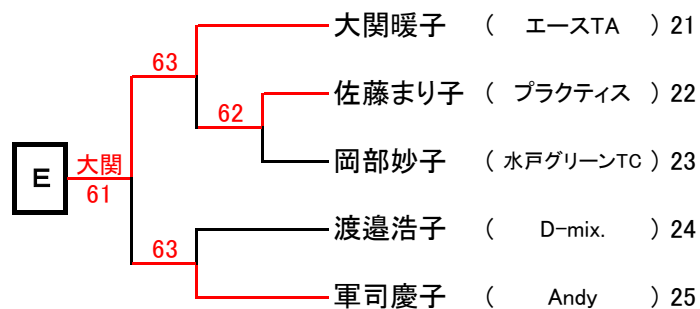 大関暖子 ( エースTA ) 21
63
佐藤まり子 ( プラクティス ) 22
62
岡部妙子 ( 水戸グリーンTC ) 23
E 大関
61
渡邉浩子 ( D-mix. ) 24
63
軍司慶子 ( Andy ) 25